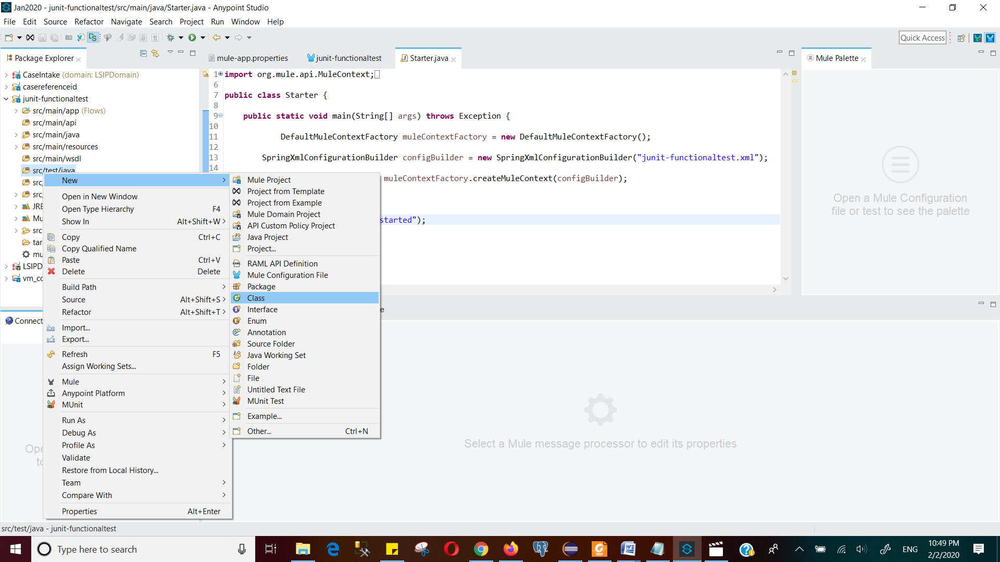 Jan2020 - junit-functionaltest/src/main/java/Starter.java - Anypoint Studio
File Edit Source Refactor Navigate Search Project Run Window Help
Quick Access
Package Explorer
CaseIntake (domain: LSIPDomain)
casereferenceid
junit-functionaltest
src/main/app (Flows)
src/main/api
src/main/java
src/main/resources
src/main/wsdl
src/test/java
src
src
JRE
Mu
src
tar
mu
LSIPD
vm_co
Connect
Ope
to
mule-app.properties junit-functionaltest Starter.java
1 import org.mule.api.MuleContext;
6
7 public class Starter {
8
9 public static void main(String[] args) throws Exception {
10
11 DefaultMuleContextFactory muleContextFactory = new DefaultMuleContextFactory();
12
13 SpringXmlConfigurationBuilder configBuilder = new SpringXmlConfigurationBuilder("junit-functionaltest.xml");
14
muleContextFactory.createMuleContext(configBuilder);
started");
e
Mule Palette
Open a Mule Configuration
file or test to see the palette
New
Open in New Window
Open Type Hierarchy F4
Show In Alt+Shift+W
Copy Ctrl+C
Copy Qualified Name
Paste Ctrl+V
Delete Delete
Build Path
Source Alt+Shift+S
Refactor Alt+Shift+T
Import...
Export...
Refresh F5
Assign Working Sets...
Mule
Anypoint Platform
MUnit
Run As
Debug As
Profile As
Validate
Restore from Local History...
Team
Compare With
Properties Alt+Enter
Mule Project
Project from Template
Project from Example
Mule Domain Project
API Custom Policy Project
Java Project
Project...
RAML API Definition
Mule Configuration File
Package
Class
Interface
Enum
Annotation
Source Folder
Java Working Set
Folder
File
Untitled Text File
MUnit Test
Example...
Other... Ctrl+N
Select a Mule message processor to edit its properties
src/test/java - junit-functionaltest
Type here to search
ENG
10:49 PM
2/2/2020